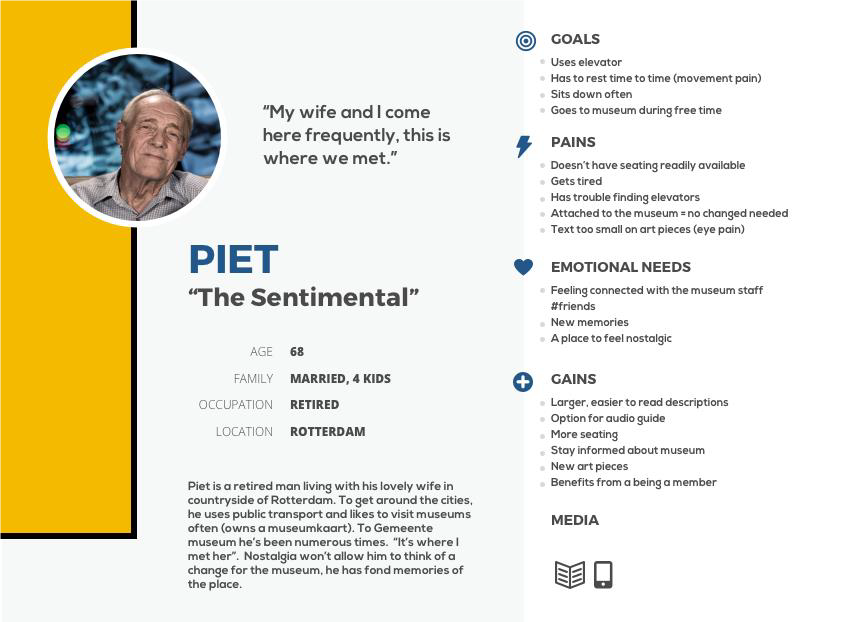 “My wife and I come
here frequently, this is
where we met.”
PIET
“The Sentimental”
AGE 68
FAMILY MARRIED, 4 KIDS
OCCUPATION RETIRED
LOCATION ROTTERDAM
Piet is a retired man living with his lovely wife in
countryside of Rotterdam. To get around the cities,
he uses public transport and likes to visit museums
often (owns a museumkaart). To Gemeente
museum he’s been numerous times. “It’s where I
met her”. Nostalgia won’t allow him to think of a
change for the museum, he has fond memories of
the place.
GOALS
Uses elevator
Has to rest time to time (movement pain)
Sits down often
Goes to museum during free time
PAINS
Doesn’t have seating readily available
Gets tired
Has trouble finding elevators
Attached to the museum = no changed needed
Text too small on art pieces (eye pain)
EMOTIONAL NEEDS
Feeling connected with the museum staff
#friends
New memories
A place to feel nostalgic
GAINS
Larger, easier to read descriptions
Option for audio guide
More seating
Stay informed about museum
New art pieces
Benefits from a being a member
MEDIA